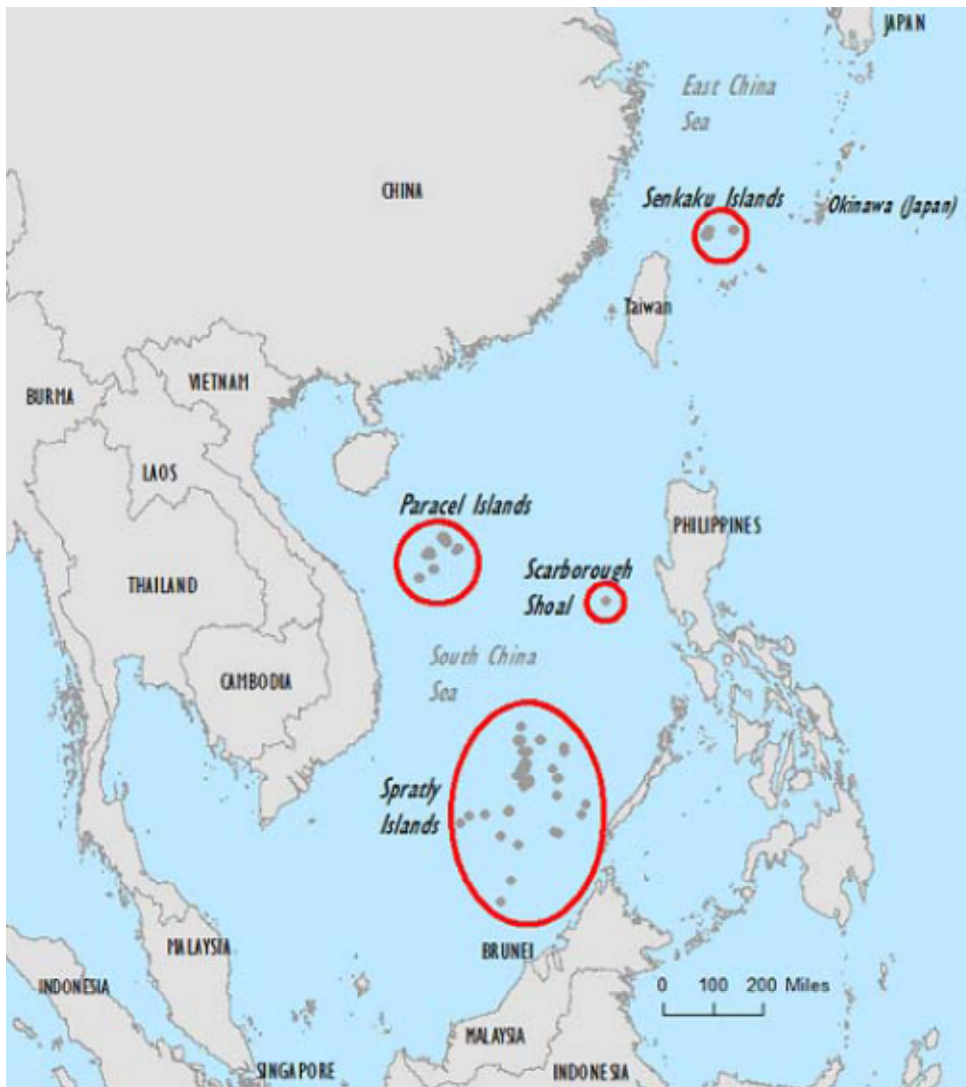 JAPAN
East China
Sea
CHINA
Senkaku Islands
Okinawa (Japan)
Taiwan
VIETNAM
BURMA
LAOS
Paracel Islands
PHILIPPINES
Scarborough
Shoal
THAILAND
South China
Sea
CAMBODIA
Spratly
Islands
MALAYSIA
BRUNEI
INDONESIA
0 100 200 Miles
MALAYSIA
SINGAPORE
INDONESIA